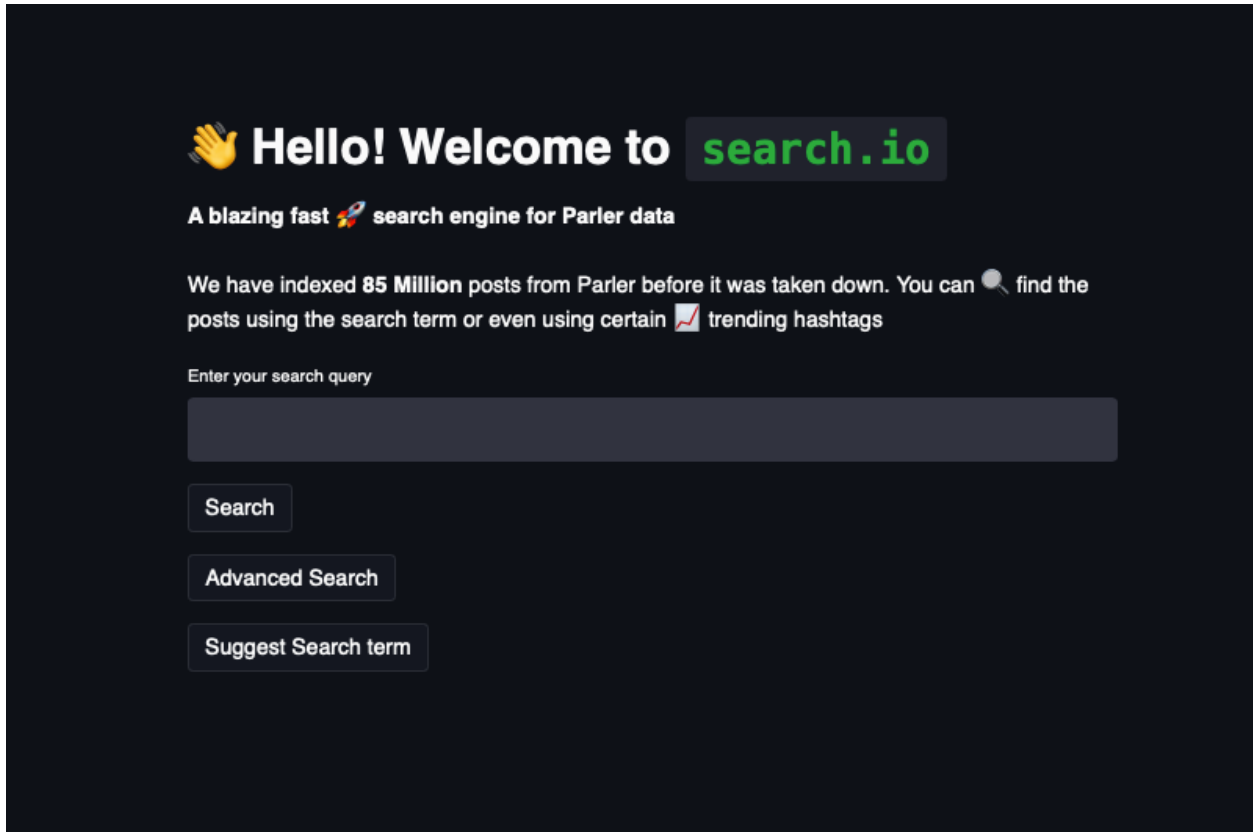 👋 Hello! Welcome to search.io
A blazing fast 🚀 search engine for Parler data
We have indexed 85 Million posts from Parler before it was taken down. You can 🔍 find the
posts using the search term or even using certain 📈 trending hashtags
Enter your search query
Search
Advanced Search
Suggest Search term